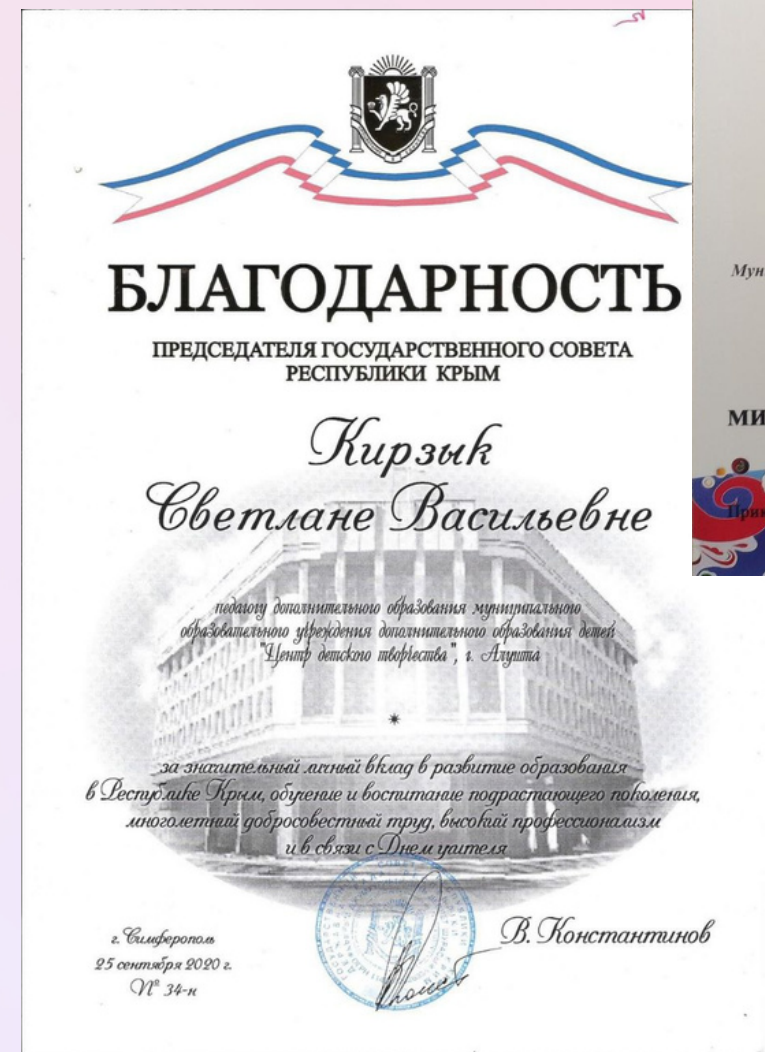 БЛАГОДАРНОСТЬ
ПРЕДСЕДАТЕЛЯ ГОСУДАРСТВЕННОГО СОВЕТА
РЕСПУБЛИКИ КРЫМ
Кирзык
Светлане Васильевне
педагогу дополнительного образования муниципального
образовательного учреждения дополнительного образования детей
"Центр детского творчества", г. Алушта
за значительный личный вклад в развитие образования
в Республике Крым, обучение и воспитание подрастающего поколения,
многолетний добросовестный труд, высокий профессионализм
и в связи с Днем учителя
г. Симферополь
25 сентября 2020 г.
№ 34-н
В. Константинов
Мун
МИ
При